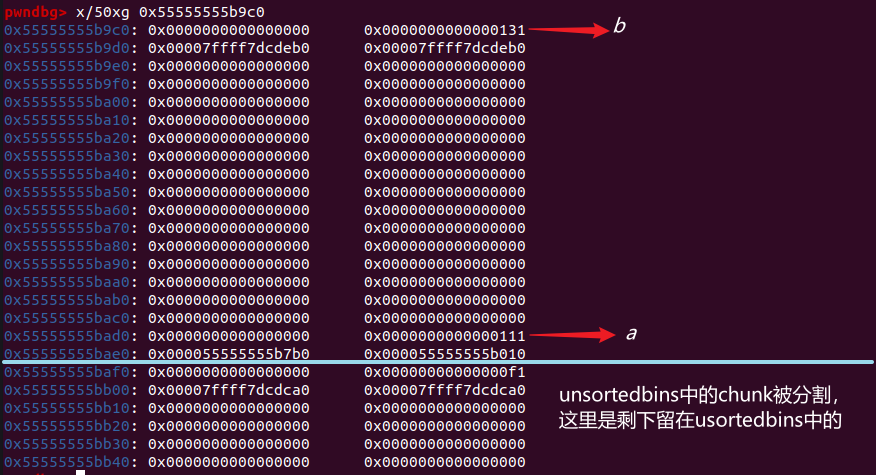 pwndbg> x/50xg 0x55555555b9c0
0x55555555b9c0: 0x0000000000000000 0x0000000000000131 b
0x55555555b9d0: 0x00007ffff7dcdeb0 0x00007ffff7dcdeb0
0x55555555b9e0: 0x0000000000000000 0x0000000000000000
0x55555555b9f0: 0x0000000000000000 0x0000000000000000
0x55555555ba00: 0x0000000000000000 0x0000000000000000
0x55555555ba10: 0x0000000000000000 0x0000000000000000
0x55555555ba20: 0x0000000000000000 0x0000000000000000
0x55555555ba30: 0x0000000000000000 0x0000000000000000
0x55555555ba40: 0x0000000000000000 0x0000000000000000
0x55555555ba50: 0x0000000000000000 0x0000000000000000
0x55555555ba60: 0x0000000000000000 0x0000000000000000
0x55555555ba70: 0x0000000000000000 0x0000000000000000
0x55555555ba80: 0x0000000000000000 0x0000000000000000
0x55555555ba90: 0x0000000000000000 0x0000000000000000
0x55555555baa0: 0x0000000000000000 0x0000000000000000
0x55555555bab0: 0x0000000000000000 0x0000000000000000
0x55555555bac0: 0x0000000000000000 0x0000000000000000
0x55555555bad0: 0x0000000000000000 0x0000000000000111 a
0x55555555bae0: 0x000055555555b7b0 0x000055555555b010
0x55555555baf0: 0x0000000000000000 0x00000000000000f1
0x55555555bb00: 0x00007ffff7dcdca0 0x00007ffff7dcdca0
0x55555555bb10: 0x0000000000000000 0x0000000000000000
0x55555555bb20: 0x0000000000000000 0x0000000000000000
0x55555555bb30: 0x0000000000000000 0x0000000000000000
0x55555555bb40: 0x0000000000000000 0x0000000000000000
unsortedbins中的chunk被分割，
这里是剩下留在usortedbins中的